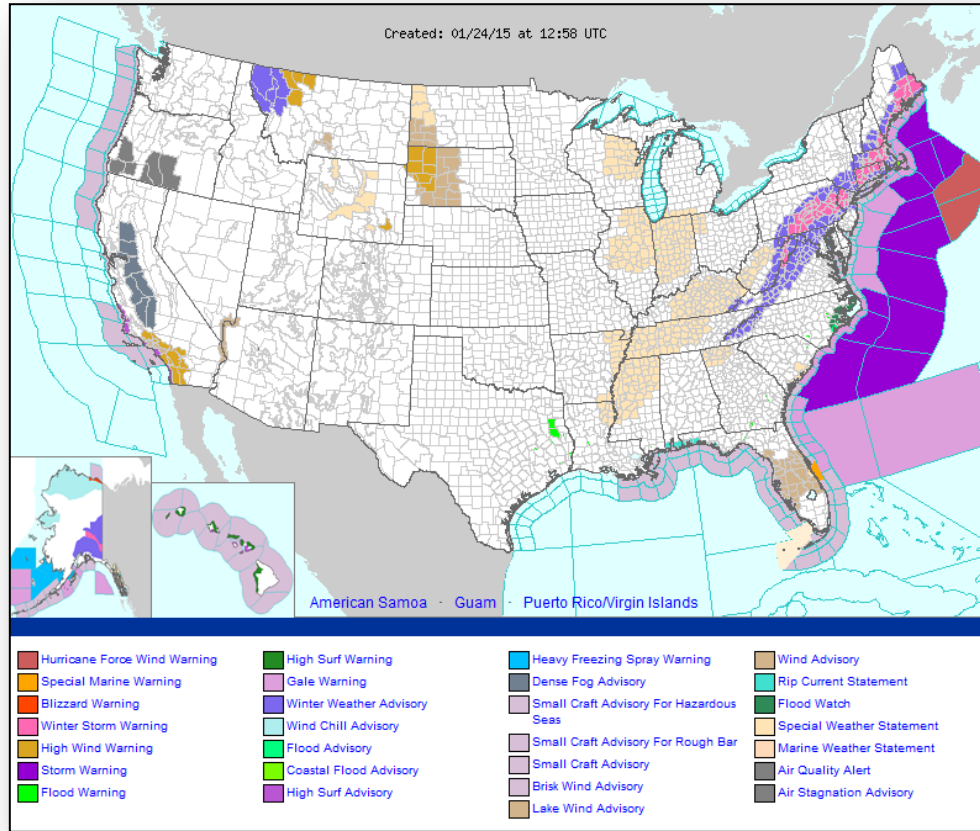 Created: 01/24/15 at 12:58 UTC
American Samoa · Guam · Puerto Rico/Virgin Islands
Hurricane Force Wind Warning
Special Marine Warning
Blizzard Warning
Winter Storm Warning
High Wind Warning
Storm Warning
Flood Warning
High Surf Warning
Gale Warning
Winter Weather Advisory
Wind Chill Advisory
Flood Advisory
Coastal Flood Advisory
High Surf Advisory
Heavy Freezing Spray Warning
Dense Fog Advisory
Small Craft Advisory For Hazardous
Seas
Small Craft Advisory For Rough Bar
Small Craft Advisory
Brisk Wind Advisory
Lake Wind Advisory
Wind Advisory
Rip Current Statement
Flood Watch
Special Weather Statement
Marine Weather Statement
Air Quality Alert
Air Stagnation Advisory